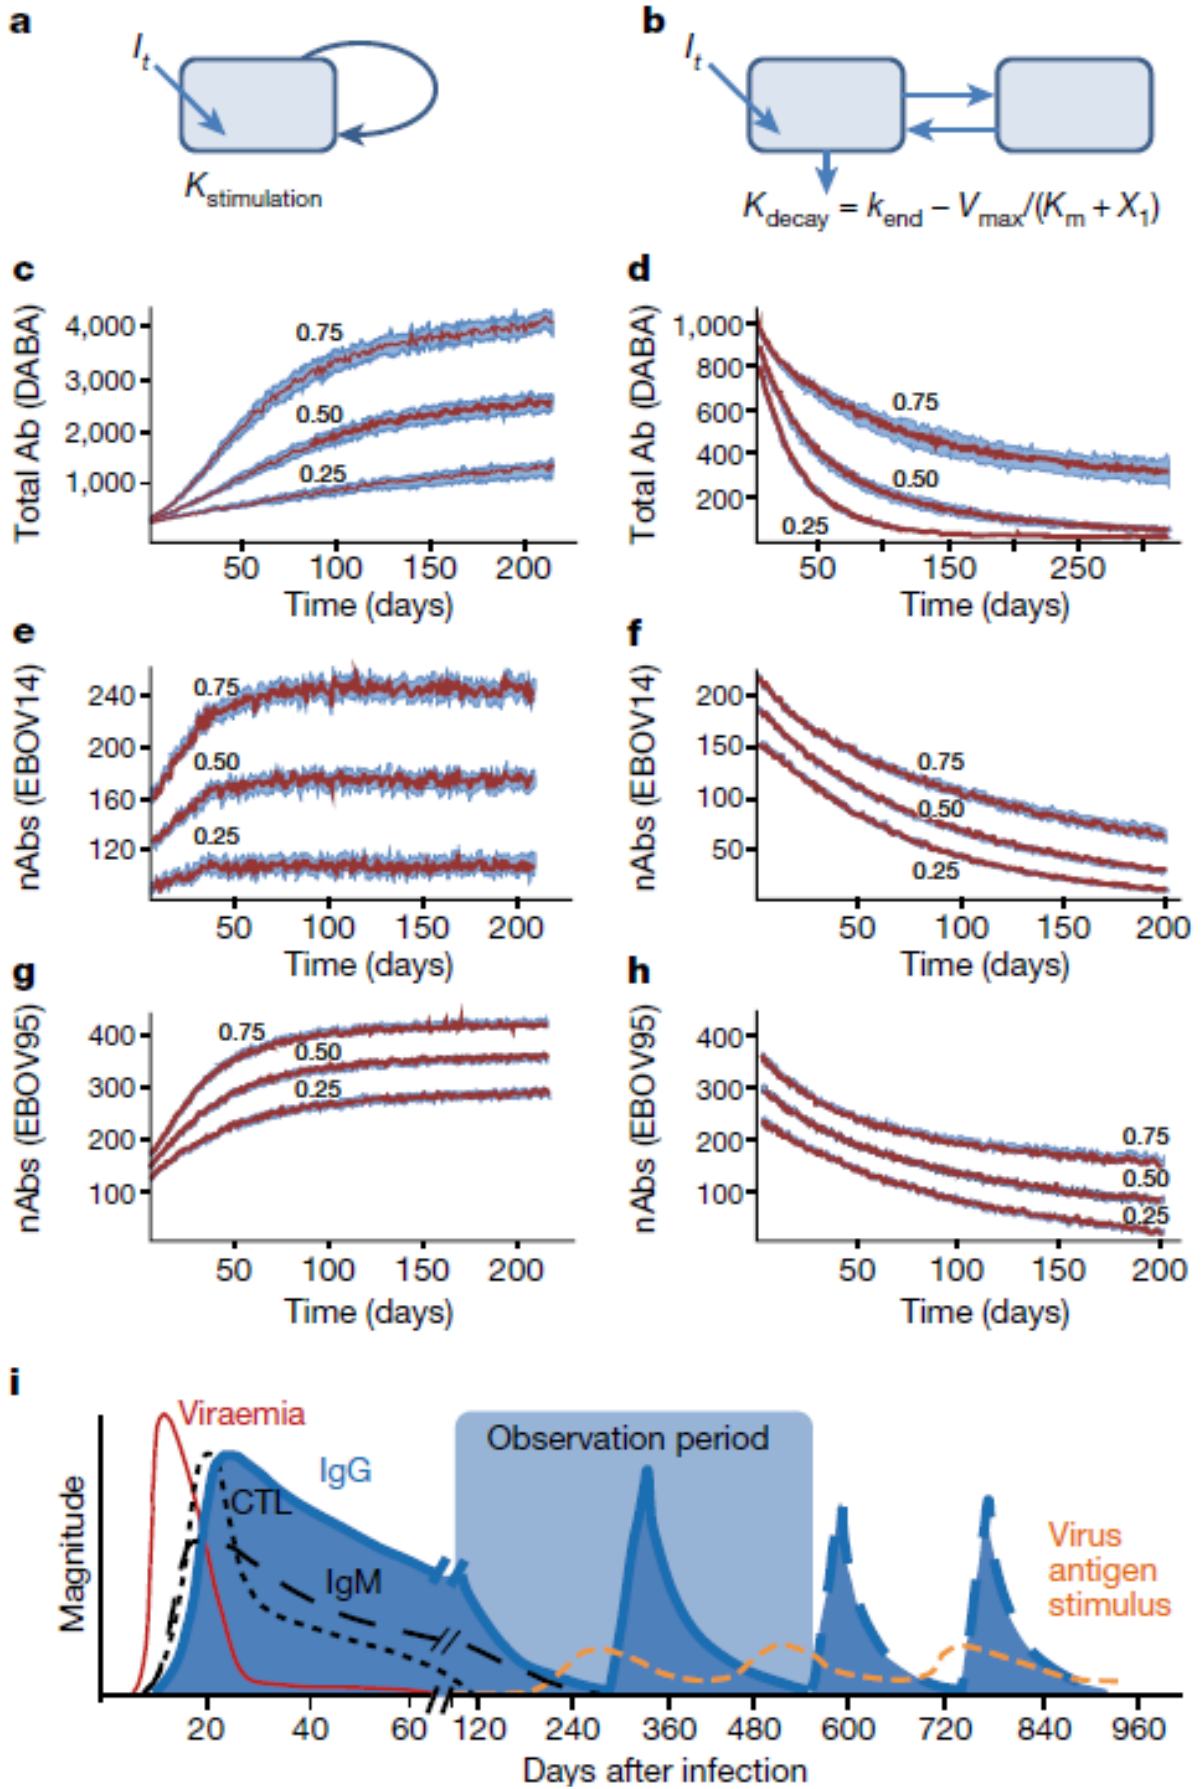 a
I_t
K_stimulation
b
I_t
K_decay = k_end – V_max/(K_m + X_1)
c
Total Ab (DABA)
4,000
3,000
2,000
1,000
0.75
0.50
0.25
50 100 150 200
Time (days)
d
Total Ab (DABA)
1,000
800
600
400
200
0.75
0.50
0.25
50 150 250
Time (days)
e
nAbs (EBOV14)
240
200
160
120
0.75
0.50
0.25
50 100 150 200
Time (days)
f
nAbs (EBOV14)
200
150
100
50
0.75
0.50
0.25
50 100 150 200
Time (days)
g
nAbs (EBOV95)
400
300
200
100
0.75
0.50
0.25
50 100 150 200
Time (days)
h
nAbs (EBOV95)
400
300
200
100
0.75
0.50
0.25
50 100 150 200
Time (days)
i
Magnitude
Viraemia
IgG
CTL
IgM
Observation period
Virus
antigen
stimulus
20 40 60 120 240 360 480 600 720 840 960
Days after infection